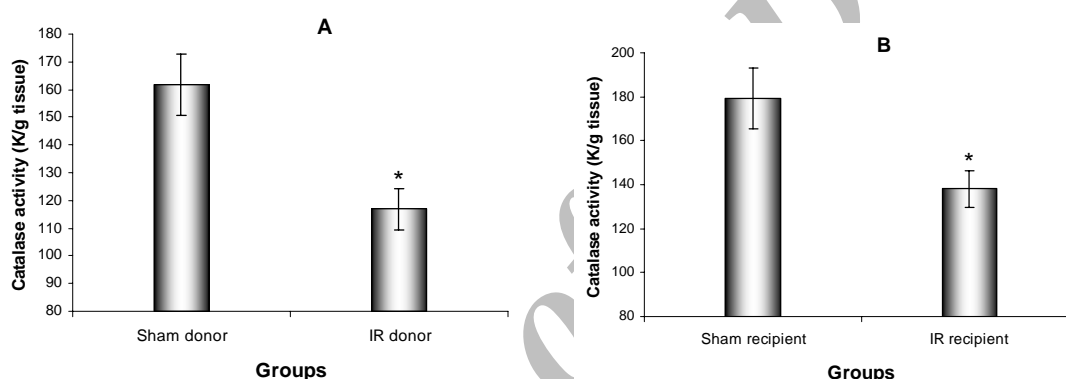 A
Catalase activity (K/g tissue)
180
170
160
150
140
130
120
110
100
90
80
*
Sham donor
IR donor
Groups
B
Catalase activity (K/g tissue)
200
180
160
140
120
100
80
*
Sham recipient
IR recipient
Groups